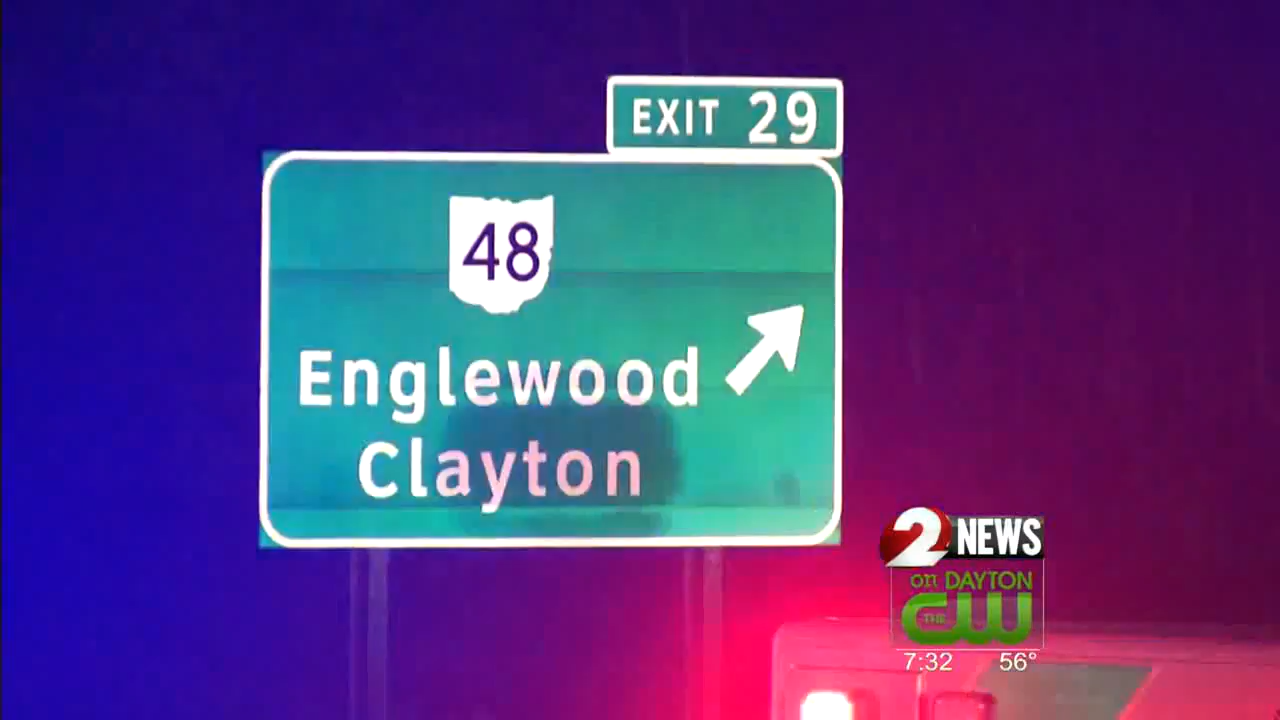 EXIT 29
48
Englewood
Clayton
2 NEWS
on DAYTON
THE CW
7:32 56°